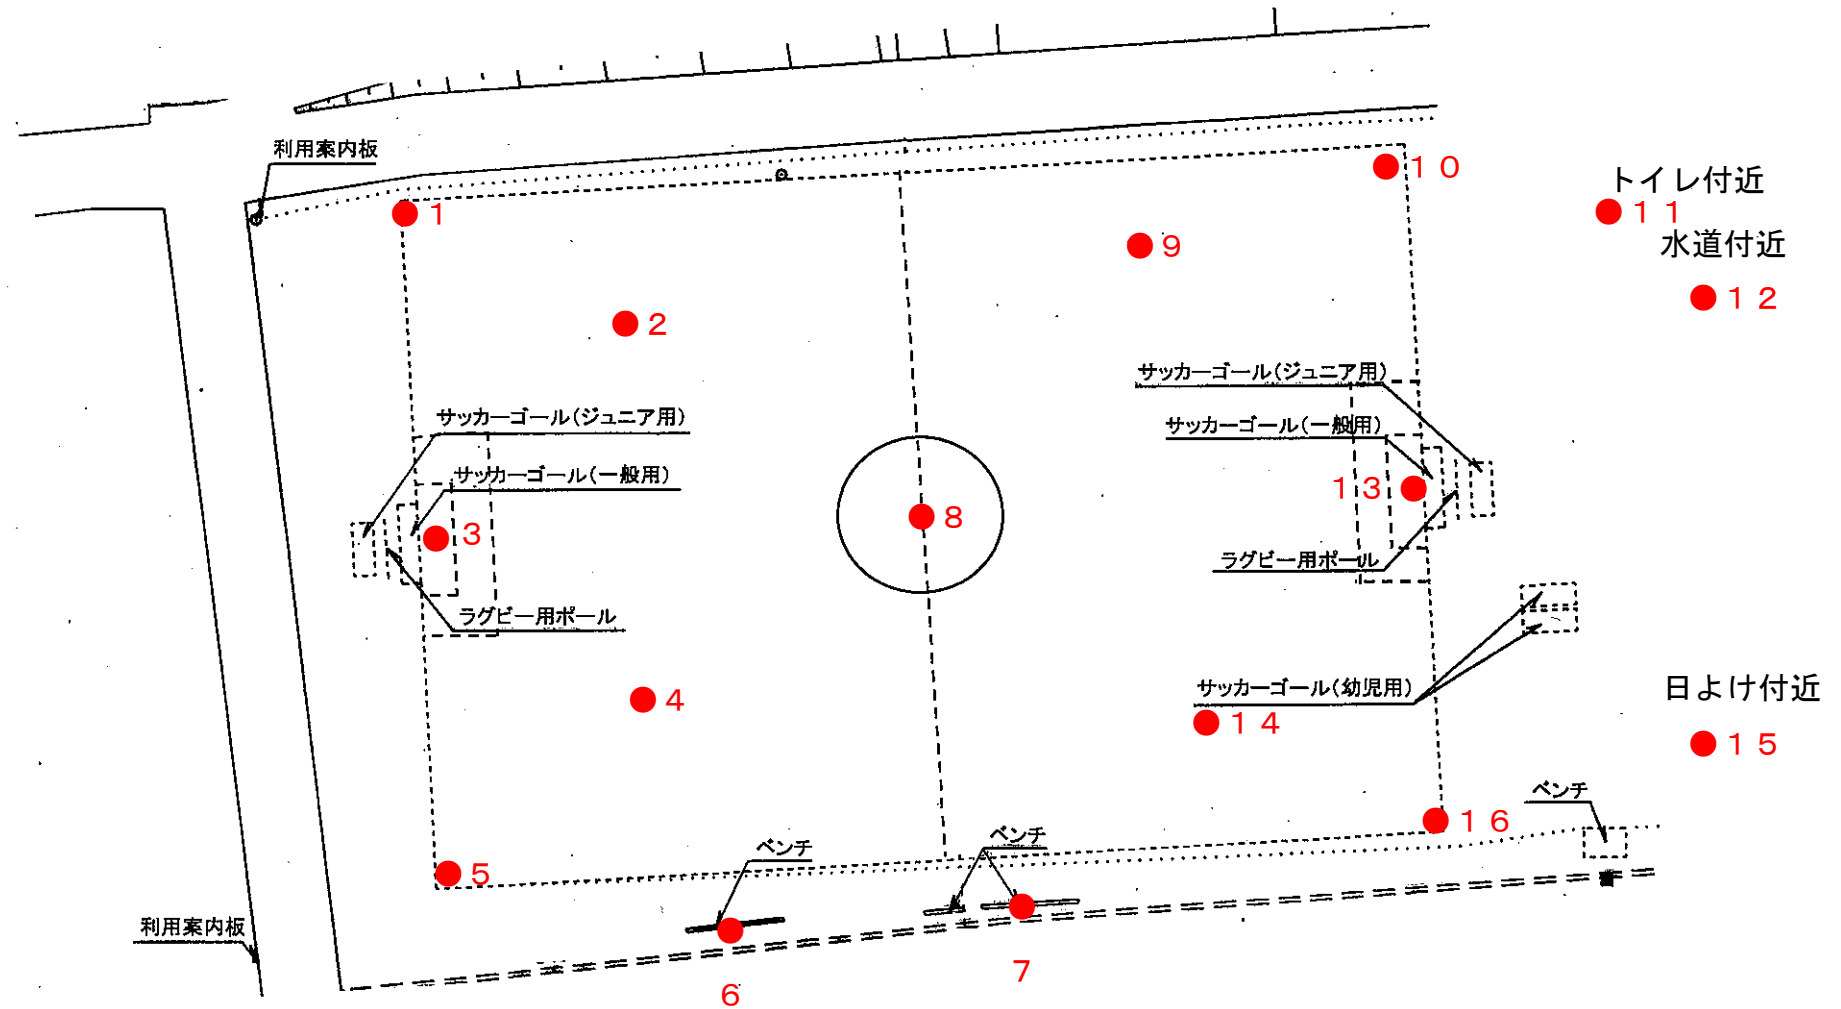 利用案内板
1
10
トイレ付近
11
水道付近
9
12
2
サッカーゴール(ジュニア用)
サッカーゴール(ジュニア用)
サッカーゴール(一般用)
サッカーゴール(一般用)
13
8
3
ラグビー用ポール
ラグビー用ポール
サッカーゴール(幼児用)
日よけ付近
4
14
15
ベンチ
16
ベンチ
ベンチ
5
利用案内板
7
6